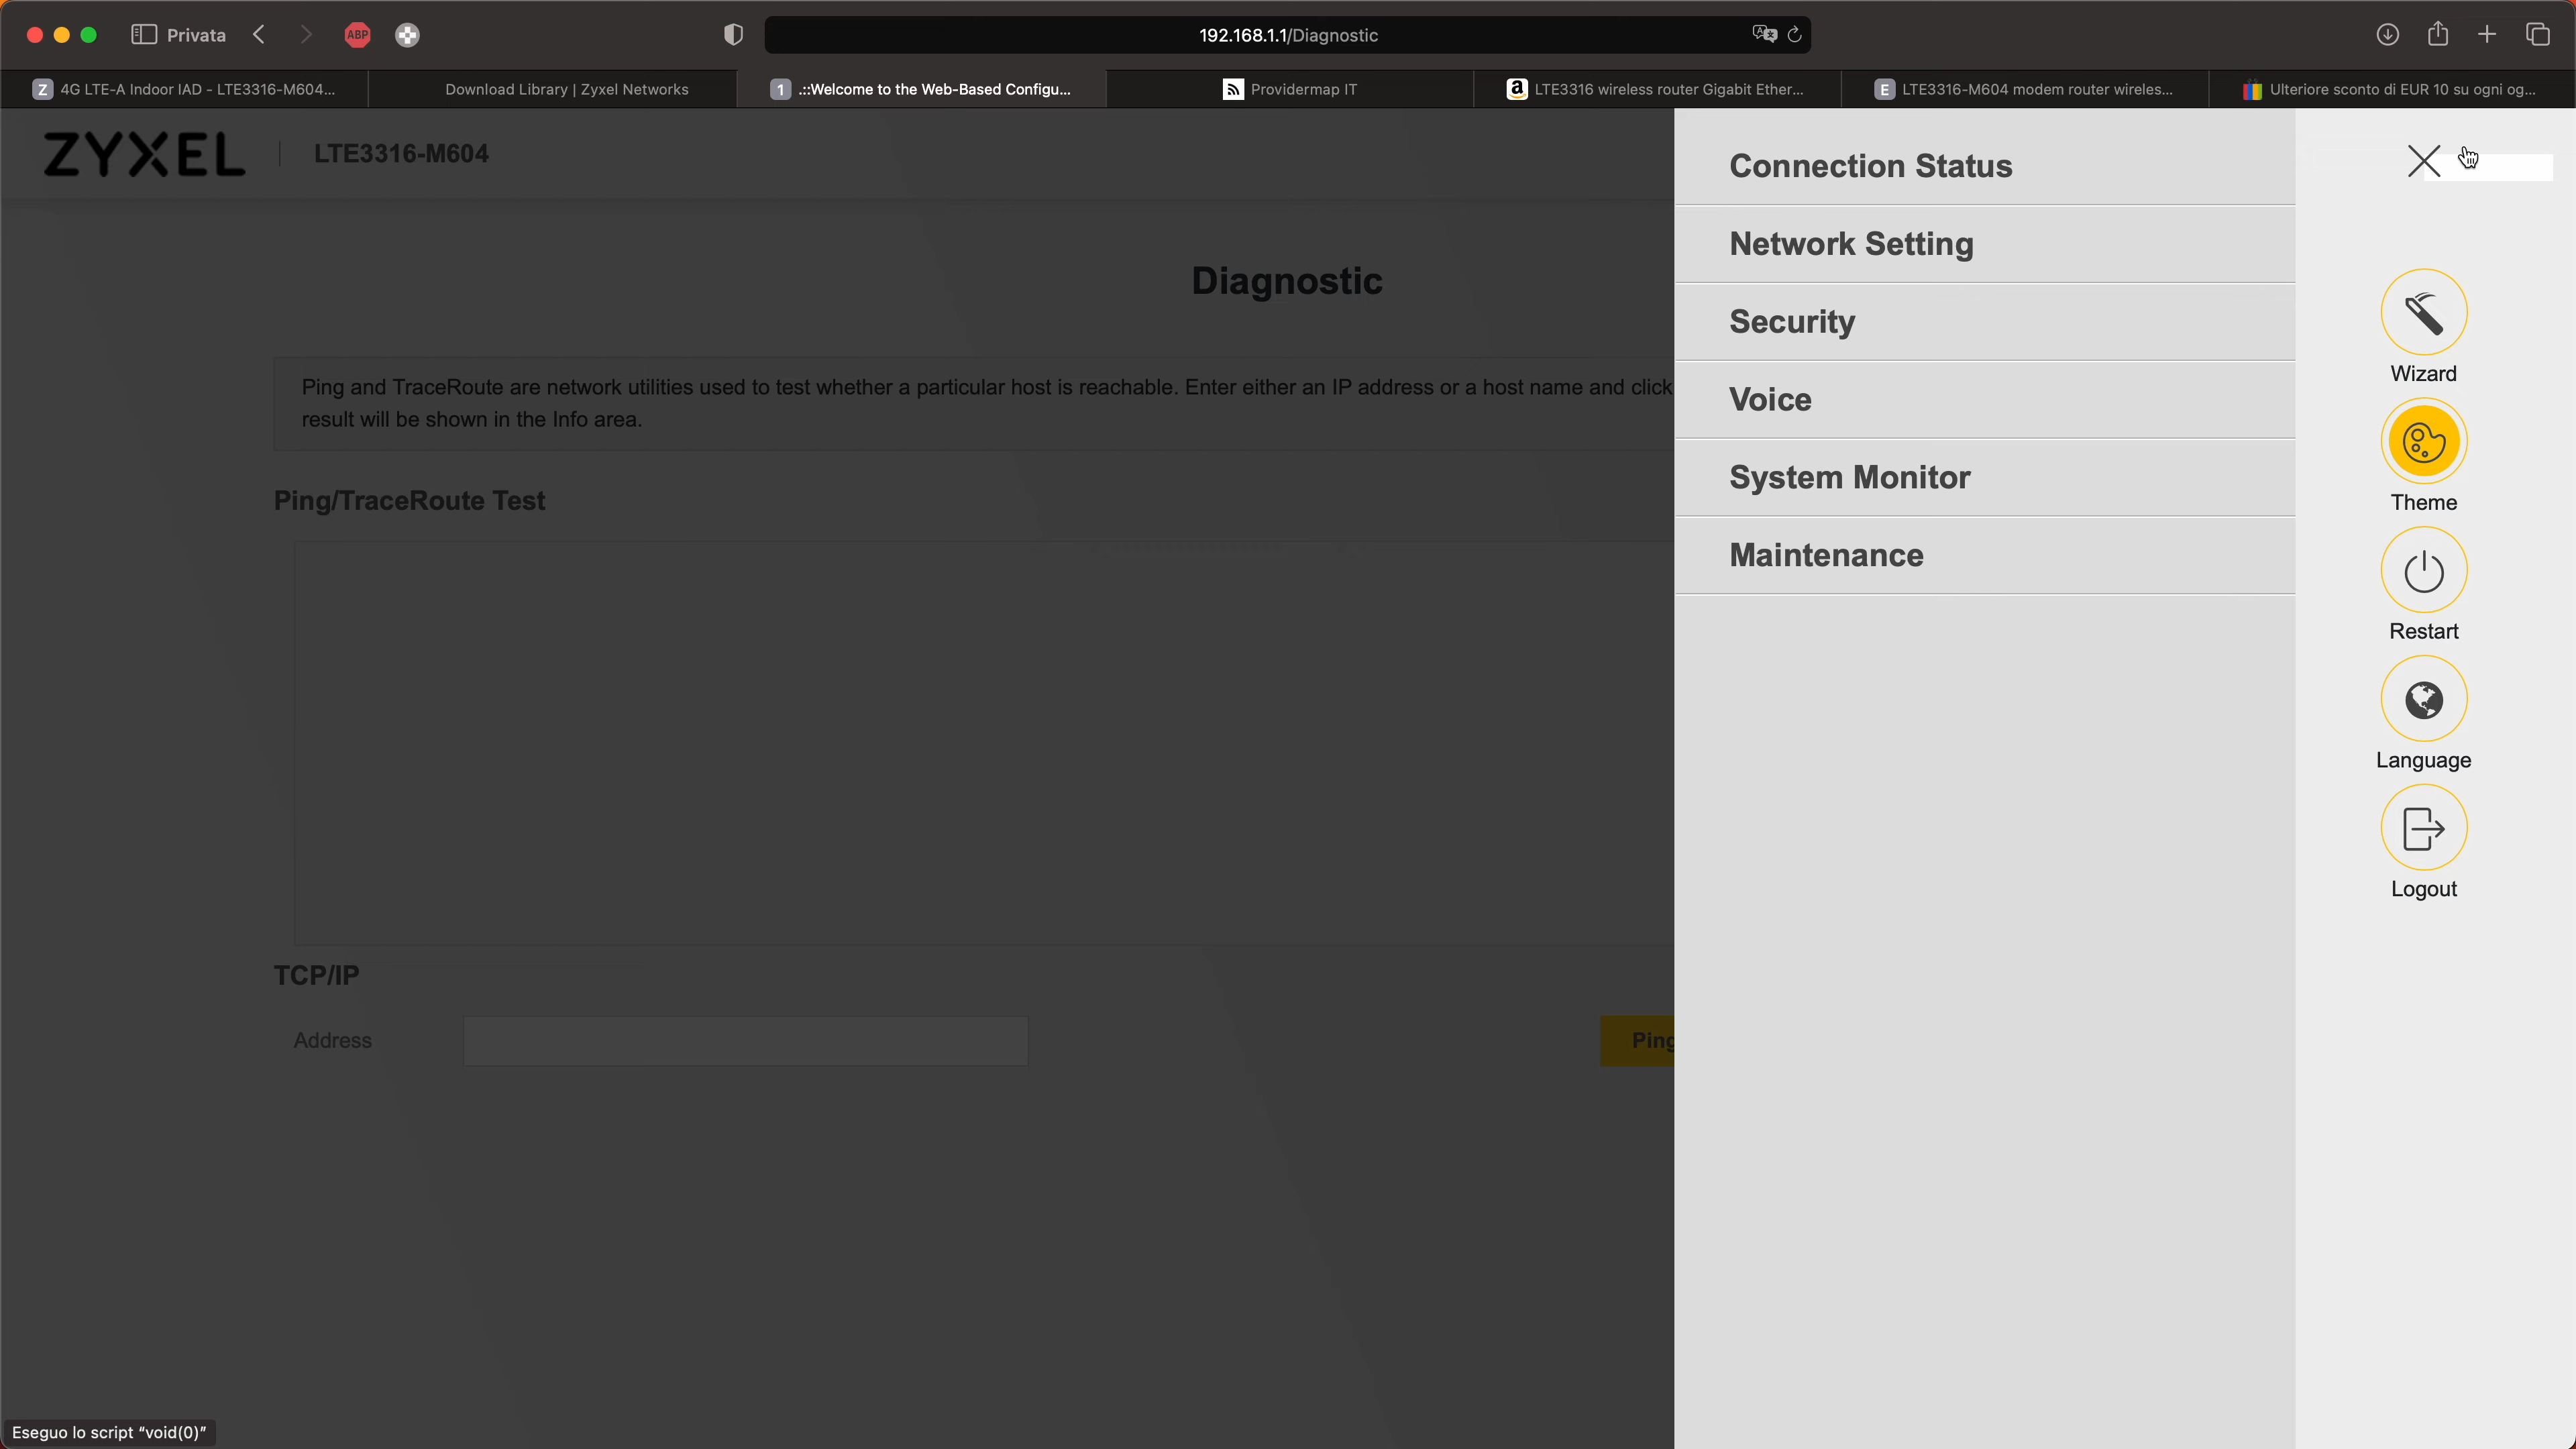 Privata
ABP
192.168.1.1/Diagnostic
Z 4G LTE-A Indoor IAD - LTE3316-M604...
Download Library | Zyxel Networks
1 .::Welcome to the Web-Based Configu...
Providermap IT
a LTE3316 wireless router Gigabit Ether...
E LTE3316-M604 modem router wireles...
Ulteriore sconto di EUR 10 su ogni og...
ZYXEL
LTE3316-M604
Diagnostic
Ping and TraceRoute are network utilities used to test whether a particular host is reachable. Enter either an IP address or a host name and click
result will be shown in the Info area.
Ping/TraceRoute Test
TCP/IP
Address
Ping
Connection Status
Network Setting
Security
Voice
System Monitor
Maintenance
Wizard
Theme
Restart
Language
Logout
Eseguo lo script "void(0)"